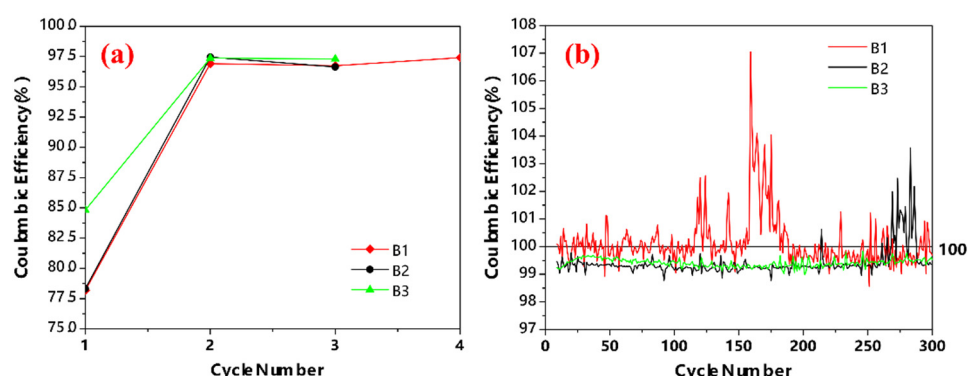 (a)
Coulombic Efficiency(%)
100.0
97.5
95.0
92.5
90.0
87.5
85.0
82.5
80.0
77.5
75.0
B1
B2
B3
1
2
3
4
Cycle Number
(b)
Coulombic Efficiency(%)
108
107
106
105
104
103
102
101
100
99
98
97
B1
B2
B3
100
0
50
100
150
200
250
300
Cycle Number